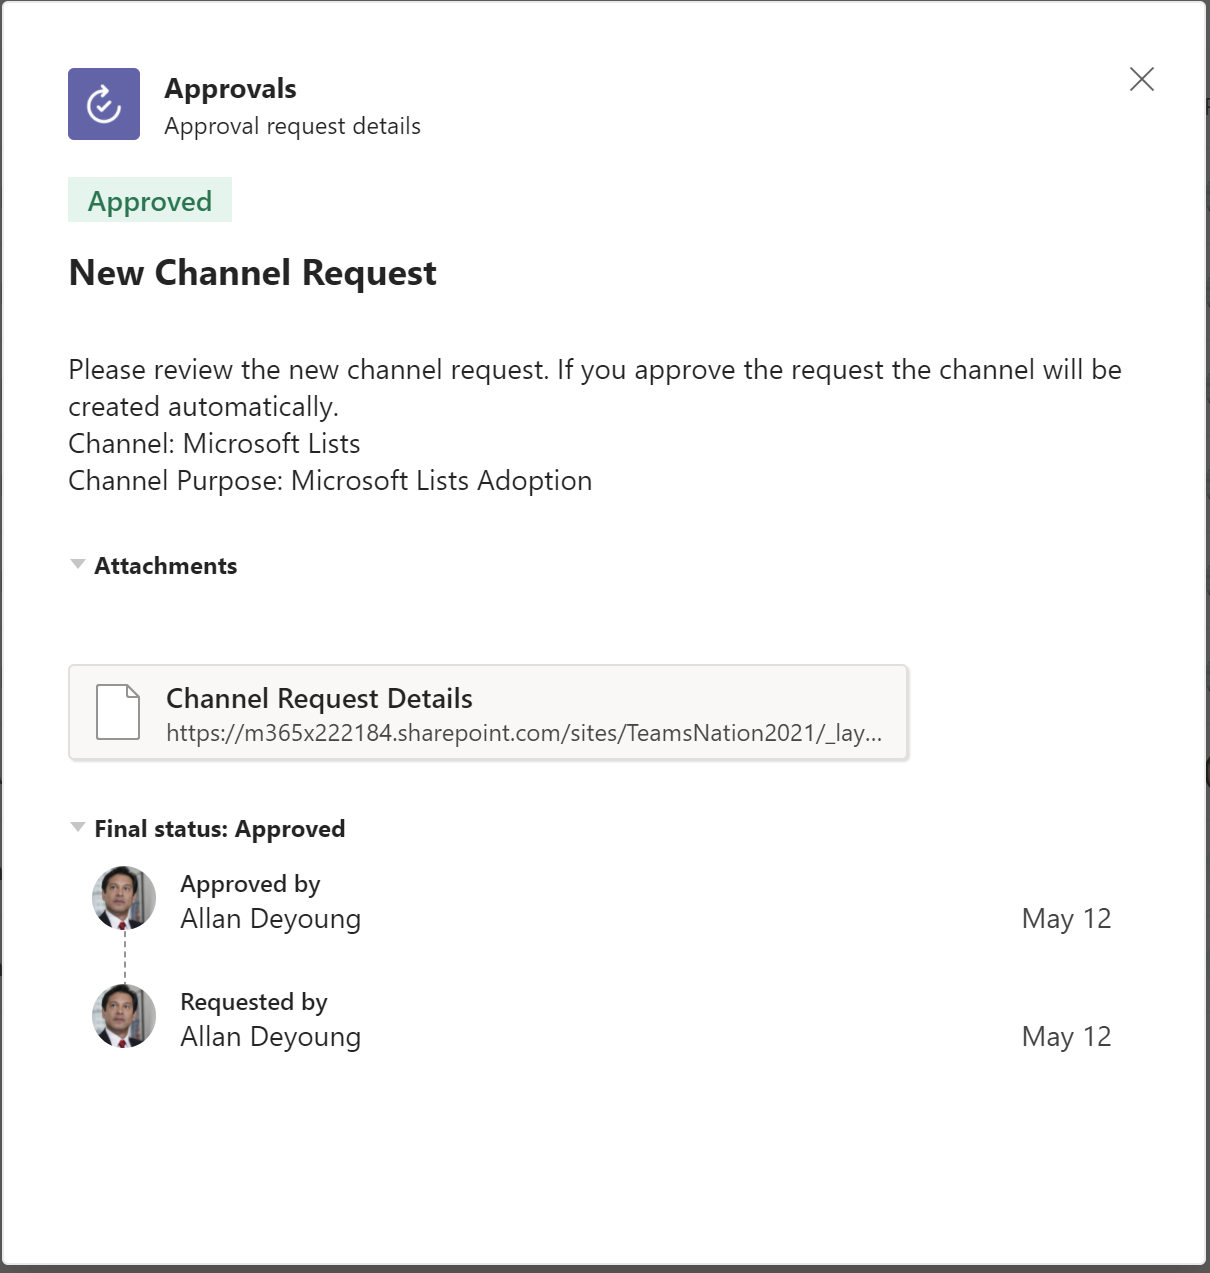 Approvals
Approval request details
Approved
New Channel Request
Please review the new channel request. If you approve the request the channel will be
created automatically.
Channel: Microsoft Lists
Channel Purpose: Microsoft Lists Adoption
Attachments
Channel Request Details
https://m365x222184.sharepoint.com/sites/TeamsNation2021/_lay...
Final status: Approved
Approved by
Allan Deyoung
May 12
Requested by
Allan Deyoung
May 12